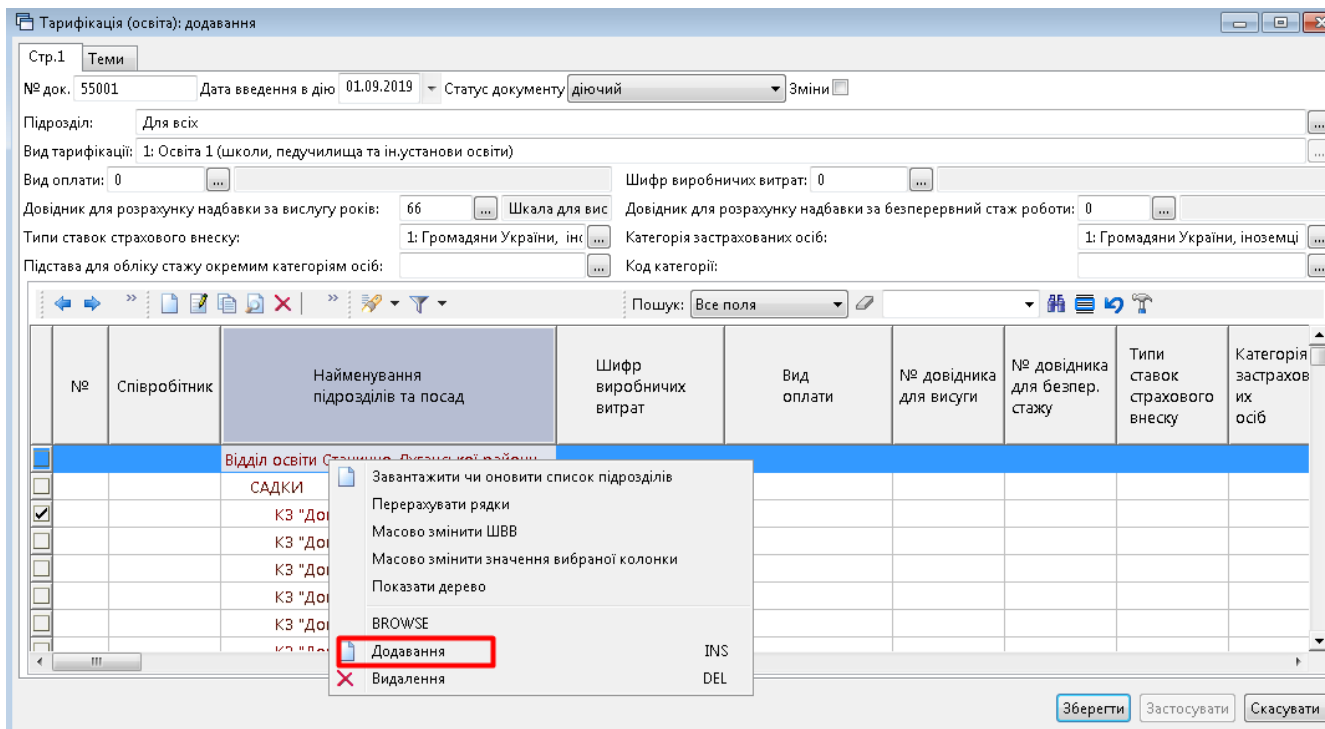 Тарифікація (освіта): додавання
Стр.1 Теми
№ док. 55001 Дата введення в дію 01.09.2019 Статус документу діючий Зміни
Підрозділ: Для всіх ...
Вид тарифікації: 1: Освіта 1 (школи, педучилища та ін.установи освіти) ...
Вид оплати: 0 ... Шифр виробничих витрат: 0 ...
Довідник для розрахунку надбавки за вислугу років: 66 ... Шкала для вис Довідник для розрахунку надбавки за безперервний стаж роботи: 0 ...
Типи ставок страхового внеску: 1: Громадяни України, іно ... Категорія застрахованих осіб: 1: Громадяни України, іноземці ...
Підстава для обліку стажу окремим категоріям осіб: ... Код категорії: ...
Пошук: Все поля
№
Співробітник
Найменування
підрозділів та посад
Шифр
виробничих
витрат
Вид
оплати
№ довідника
для висуги
№ довідника
для безпер.
стажу
Типи
ставок
страхового
внеску
Категорія
застрахов
их
осіб
Відділ освіти
САДКИ
КЗ "До
КЗ "До
КЗ "До
КЗ "До
КЗ "До
Завантажити чи оновити список підрозділів
Перерахувати рядки
Масово змінити ШВВ
Масово змінити значення вибраної колонки
Показати дерево
BROWSE
Додавання INS
Видалення DEL
Зберегти Застосувати Скасувати